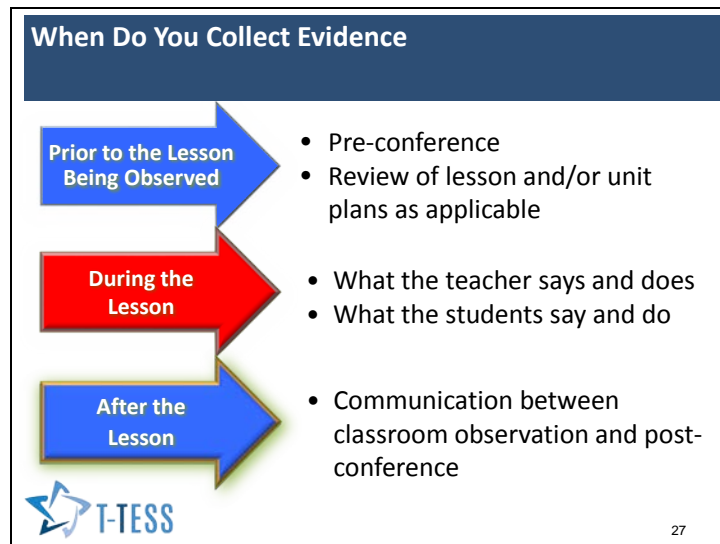 When Do You Collect Evidence
Prior to the Lesson
Being Observed
• Pre-conference
• Review of lesson and/or unit
plans as applicable
During the
Lesson
• What the teacher says and does
• What the students say and do
After the
Lesson
• Communication between
classroom observation and post-
conference
T-TESS
27